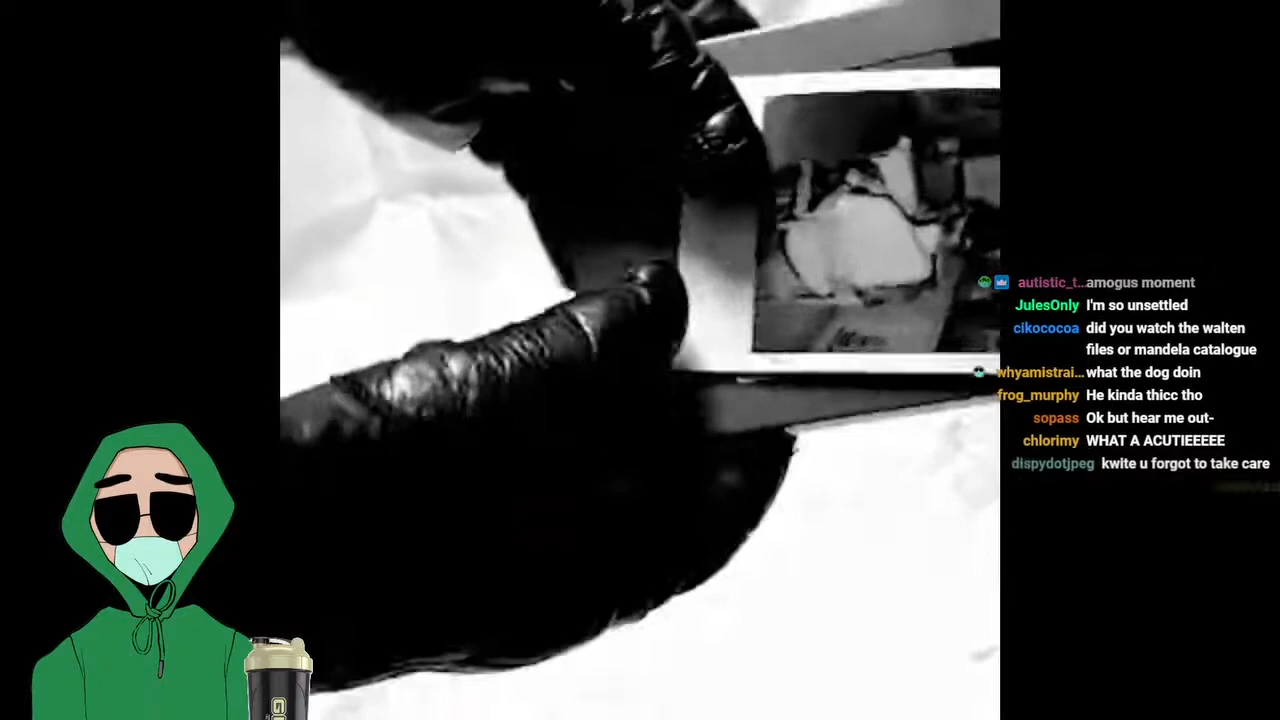 autistic_t... amogus moment
JulesOnly I'm so unsettled
cikococoa did you watch the walten
files or mandela catalogue
whyamistrai... what the dog doin
frog_murphy He kinda thicc tho
sopass Ok but hear me out-
chlorimy WHAT A ACUTIEEEEE
dispydotjpeg kwite u forgot to take care